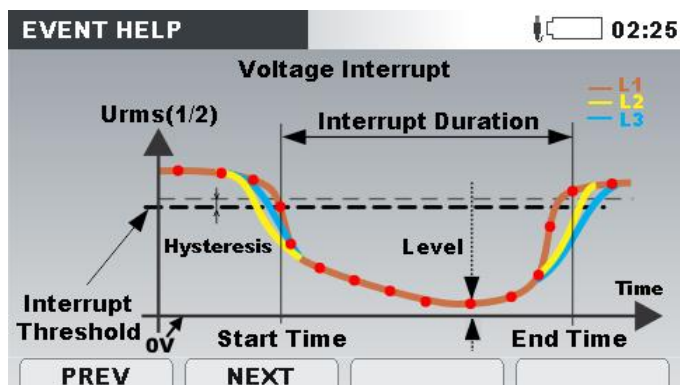 EVENT HELP
02:25
Voltage Interrupt
L1
L2
L3
Urms(1/2)
Interrupt Duration
Hysteresis
Level
Interrupt
Threshold
Time
0V
Start Time
End Time
PREV
NEXT